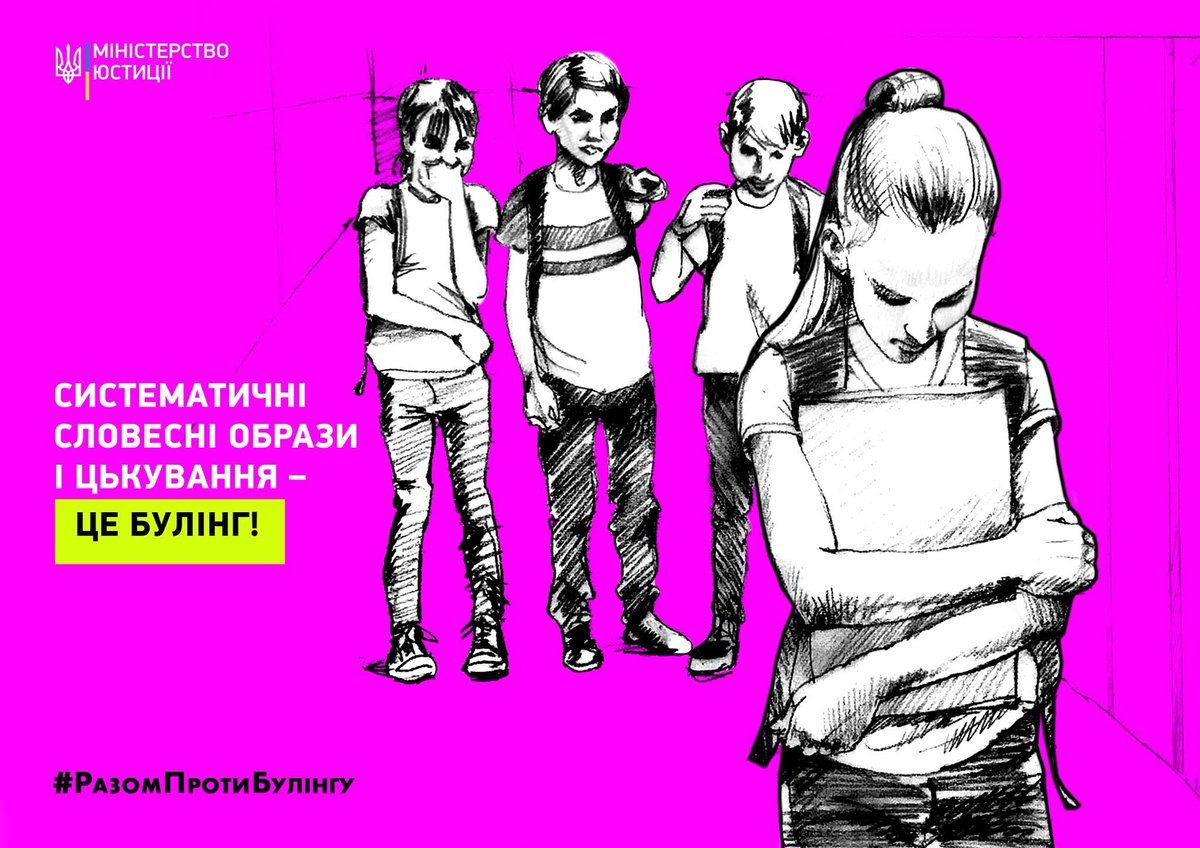 МІНІСТЕРСТВО
ЮСТИЦІЇ
СИСТЕМАТИЧНІ
СЛОВЕСНІ ОБРАЗИ
І ЦЬКУВАННЯ –
ЦЕ БУЛІНГ!
#РазомПротиБулінгу